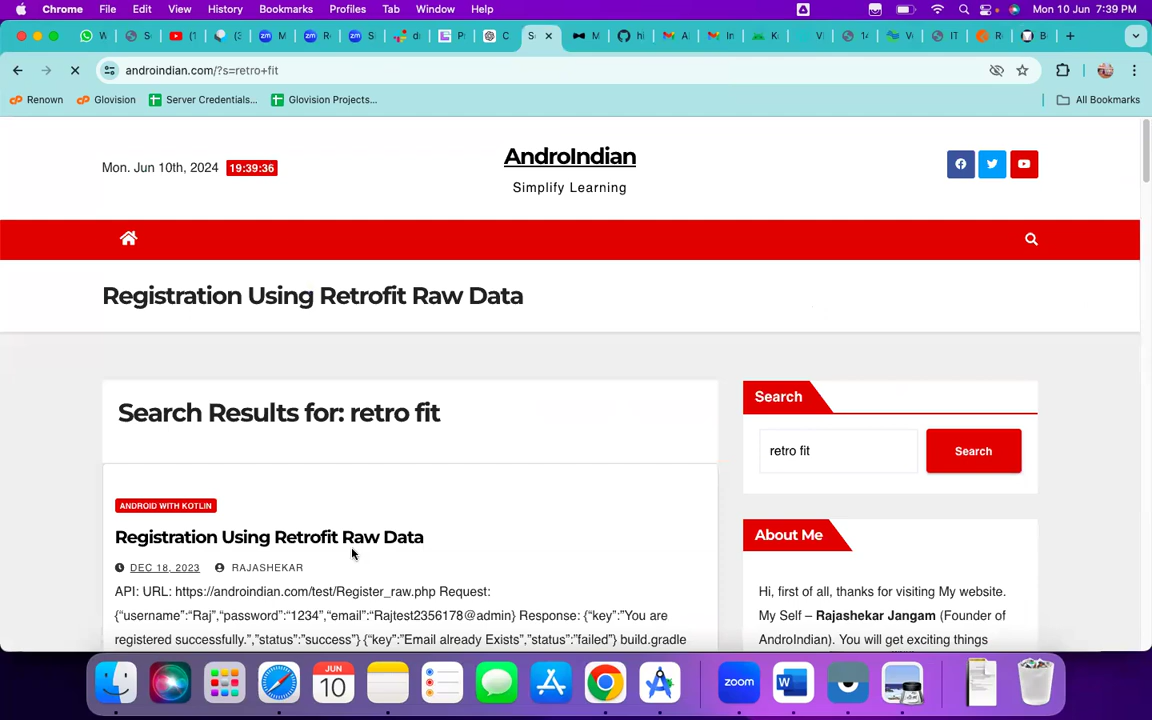 Chrome File Edit View History Bookmarks Profiles Tab Window Help Mon 10 Jun 7:39 PM
androindian.com/?s=retro+fit
Renown Glovision Server Credentials... Glovision Projects... All Bookmarks
Mon. Jun 10th, 2024 19:39:36
AndroIndian
Simplify Learning
Registration Using Retrofit Raw Data
Search Results for: retro fit
Search
retro fit Search
ANDROID WITH KOTLIN
Registration Using Retrofit Raw Data
DEC 18, 2023 RAJASHEKAR
API: URL: https://androindian.com/test/Register_raw.php Request:
{“username”:“Raj”,“password”:“1234”,“email”:“Rajtest2356178@admin} Response: {“key”:”You are
registered successfully.”,”status”:”success”} {“key”:”Email already Exists”,”status”:”failed”} build.gradle
About Me
Hi, first of all, thanks for visiting My website.
My Self – Rajashekar Jangam (Founder of
AndroIndian). You will get exciting things
JUN
10
zoom